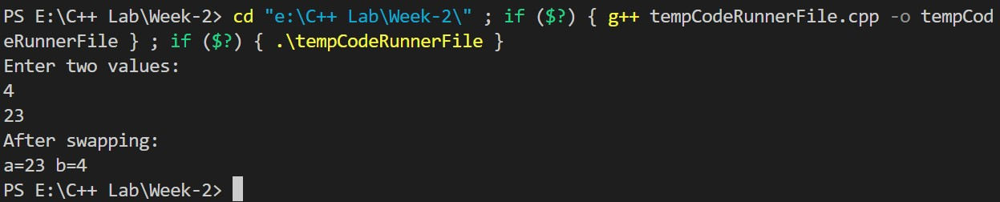 PS E:\C++ Lab\Week-2> cd "e:\C++ Lab\Week-2\" ; if ($?) { g++ tempCodeRunnerFile.cpp -o tempCod
eRunnerFile } ; if ($?) { .\tempCodeRunnerFile }
Enter two values:
4
23
After swapping:
a=23 b=4
PS E:\C++ Lab\Week-2>